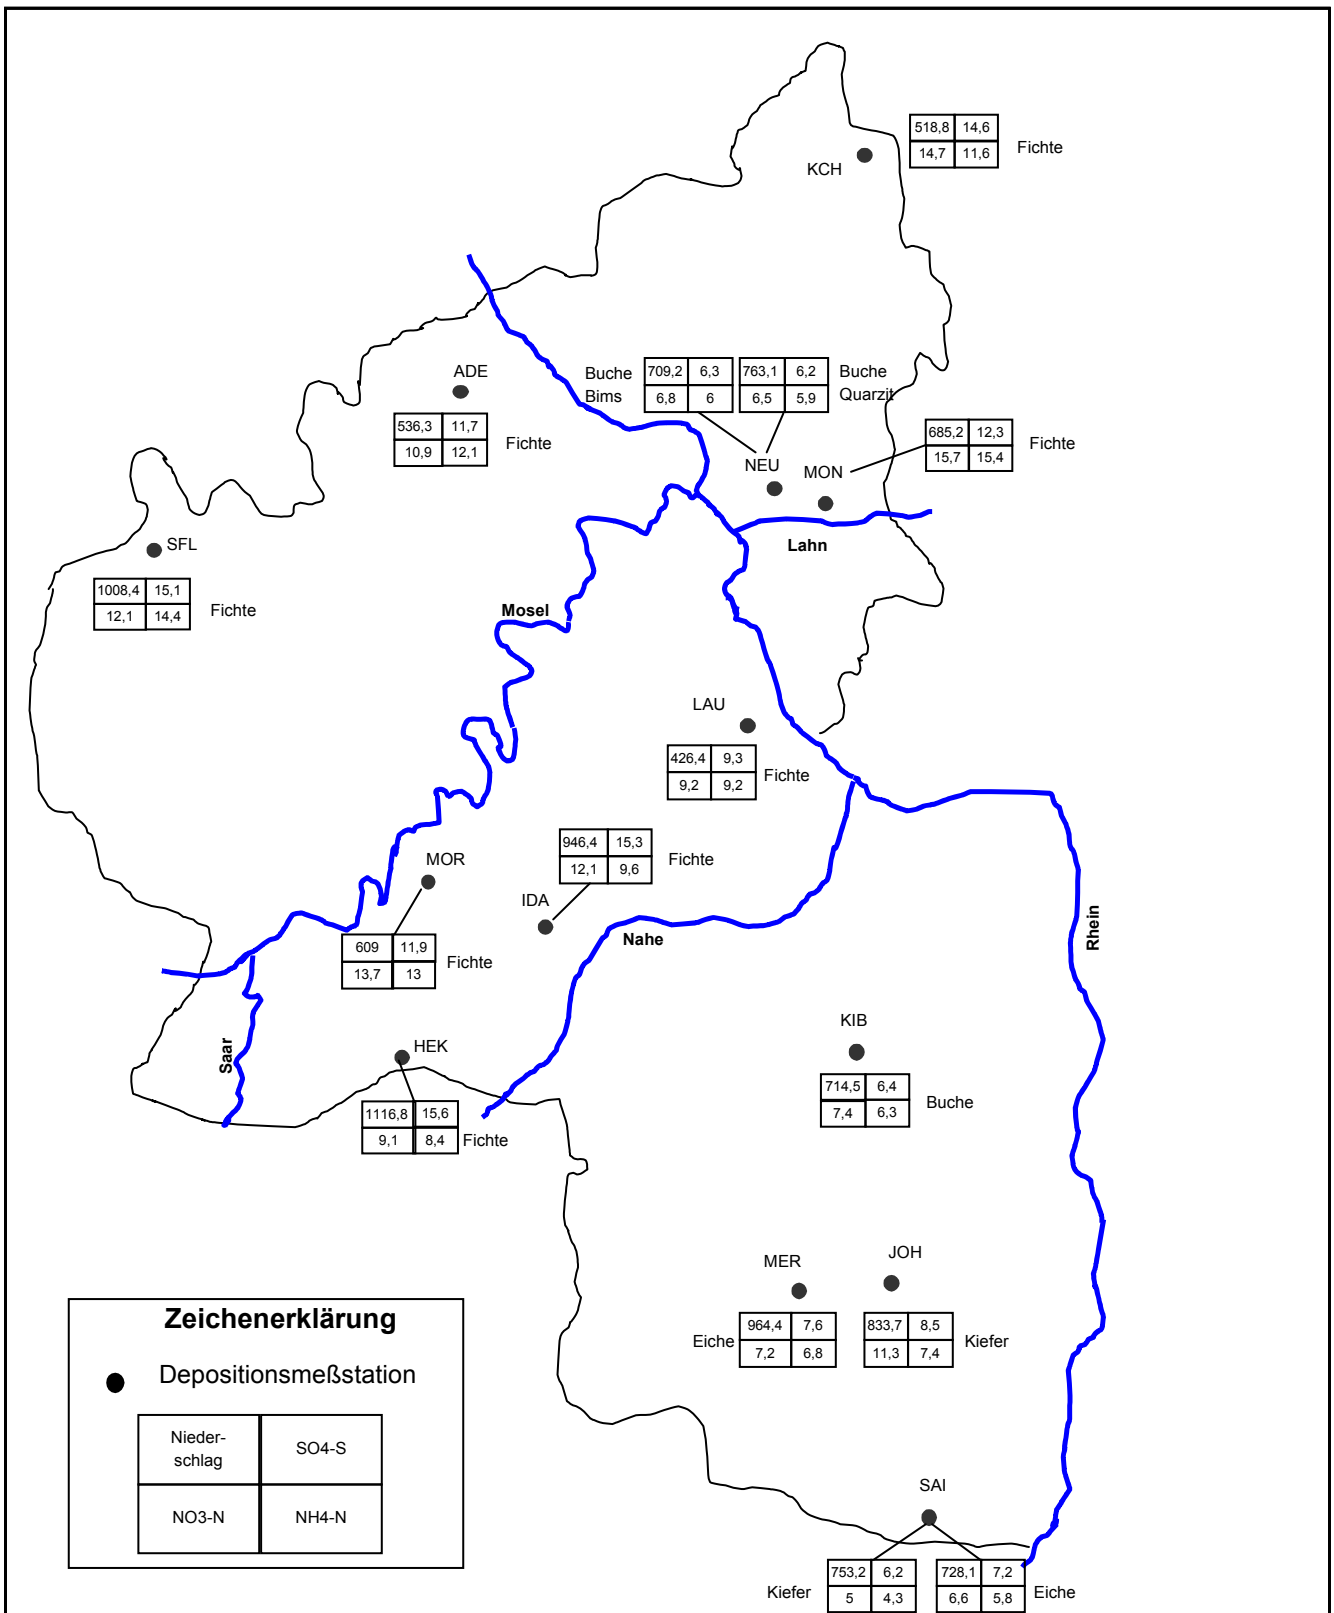 518,8 14,6
14,7 11,6
Fichte
KCH
ADE
536,3 11,7
10,9 12,1
Fichte
Buche
Bims
709,2 6,3
6,8 6
763,1 6,2
6,5 5,9
Buche
Quarzit
NEU
MON
685,2 12,3
15,7 15,4
Fichte
Lahn
SFL
1008,4 15,1
12,1 14,4
Fichte
Mosel
LAU
426,4 9,3
9,2 9,2
Fichte
946,4 15,3
12,1 9,6
Fichte
IDA
MOR
609 11,9
13,7 13
Fichte
Nahe
Rhein
Saar
HEK
1116,8 15,6
9,1 8,4
Fichte
KIB
714,5 6,4
7,4 6,3
Buche
MER
964,4 7,6
7,2 6,8
Eiche
JOH
833,7 8,5
11,3 7,4
Kiefer
SAI
753,2 6,2
5 4,3
Kiefer
728,1 7,2
6,6 5,8
Eiche
Zeichenerklärung
Depositionsmeßstation
Nieder-
schlag
SO4-S
NO3-N
NH4-N